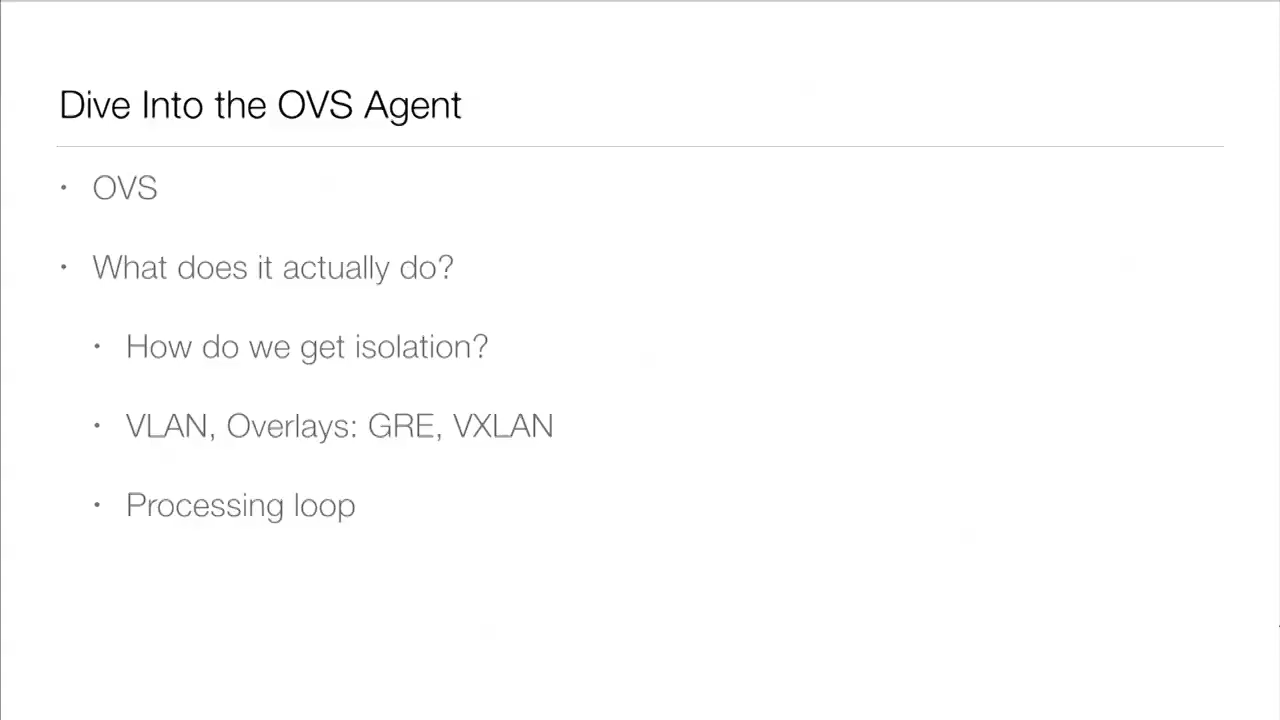 Dive Into the OVS Agent
• OVS
• What does it actually do?
• How do we get isolation?
• VLAN, Overlays: GRE, VXLAN
• Processing loop